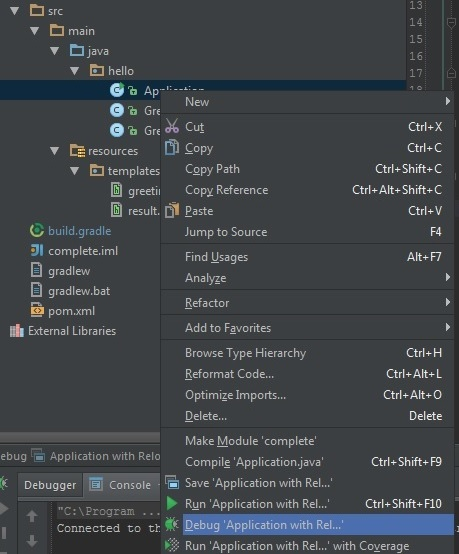 src
main
java
hello
Application
Gre
Gre
resources
templates
greeti
result.
build.gradle
complete.iml
gradlew
gradlew.bat
pom.xml
External Libraries
13
14
15
16
17
18
New
Cut Ctrl+X
Copy Ctrl+C
Copy Path Ctrl+Shift+C
Copy Reference Ctrl+Alt+Shift+C
Paste Ctrl+V
Jump to Source F4
Find Usages Alt+F7
Analyze
Refactor
Add to Favorites
Browse Type Hierarchy Ctrl+H
Reformat Code... Ctrl+Alt+L
Optimize Imports... Ctrl+Alt+O
Delete... Delete
Make Module 'complete'
Compile 'Application.java' Ctrl+Shift+F9
Save 'Application with Rel...'
Run 'Application with Rel...' Ctrl+Shift+F10
Debug 'Application with Rel...'
Run 'Application with Rel...' with Coverage
ebug Application with Relo
Debugger Console
"C:\Program ...
Connected to th